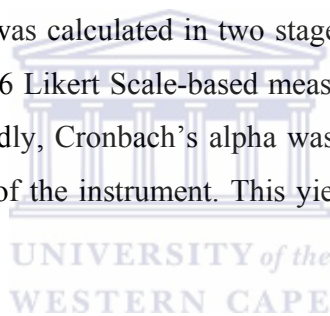 was calculated in two stage
6 Likert Scale-based meas
dly, Cronbach's alpha was
of the instrument. This yie
UNIVERSITY of the
WESTERN CAPE